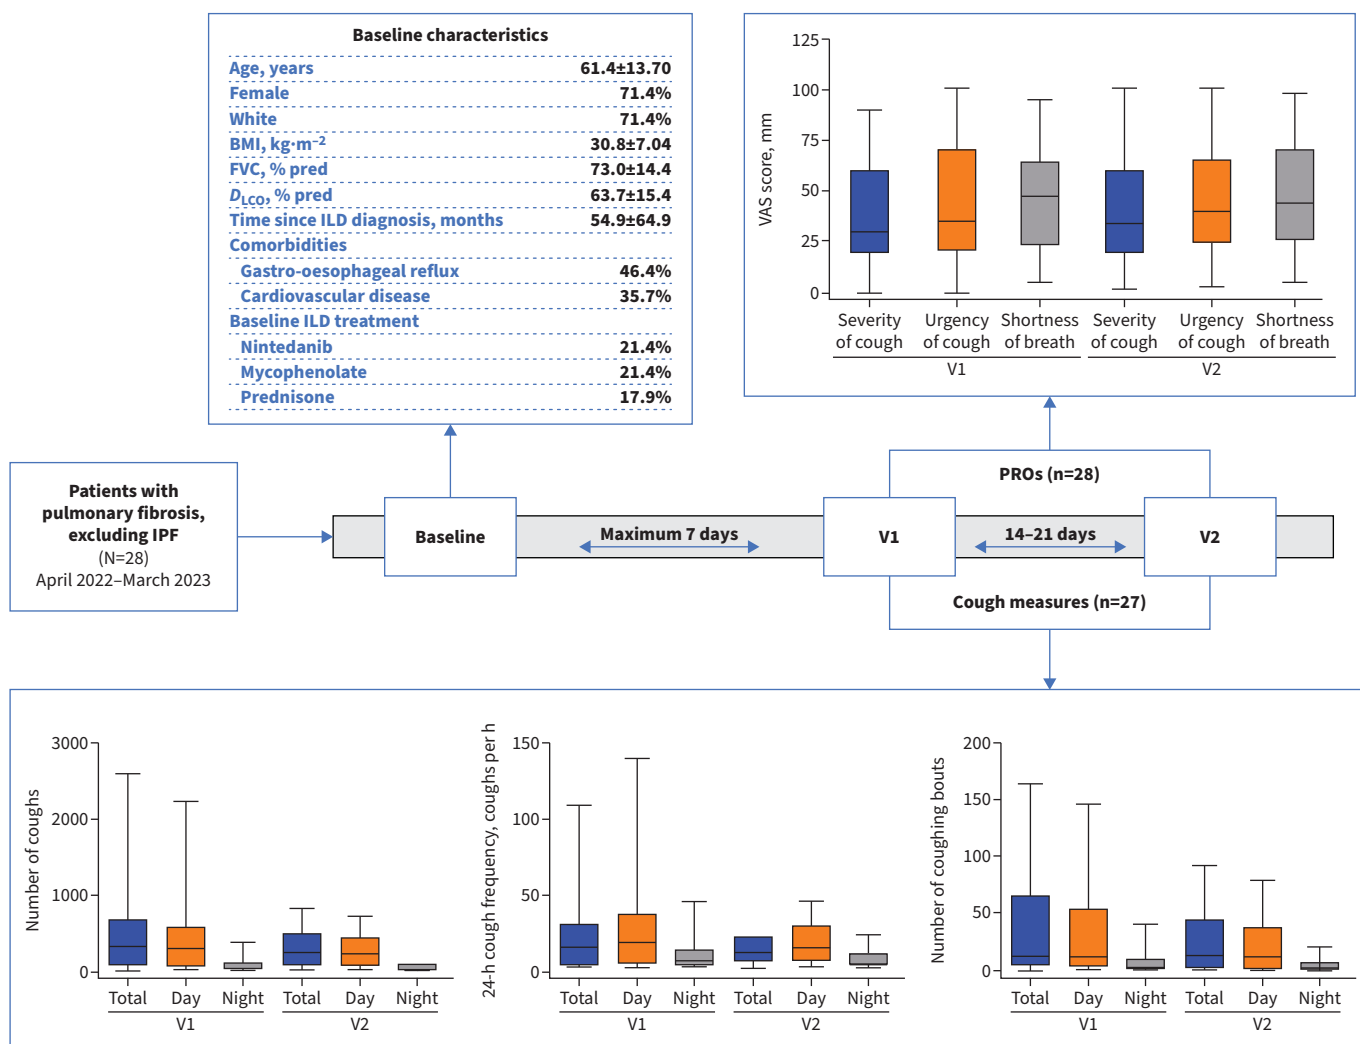 Baseline characteristics
Age, years 61.4±13.70
Female 71.4%
White 71.4%
BMI, kg·m⁻² 30.8±7.04
FVC, % pred 73.0±14.4
D_LCO, % pred 63.7±15.4
Time since ILD diagnosis, months 54.9±64.9
Comorbidities
Gastro-oesophageal reflux 46.4%
Cardiovascular disease 35.7%
Baseline ILD treatment
Nintedanib 21.4%
Mycophenolate 21.4%
Prednisone 17.9%
VAS score, mm
125
100
75
50
25
0
Severity of cough
Urgency of cough
Shortness of breath
Severity of cough
Urgency of cough
Shortness of breath
V1 V2
Patients with
pulmonary fibrosis,
excluding IPF
(N=28)
April 2022–March 2023
Baseline
Maximum 7 days
V1
14–21 days
V2
PROs (n=28)
Cough measures (n=27)
Number of coughs
3000
2000
1000
0
Total Day Night Total Day Night
V1 V2
24-h cough frequency, coughs per h
150
100
50
0
Total Day Night Total Day Night
V1 V2
Number of coughing bouts
200
150
100
50
0
Total Day Night Total Day Night
V1 V2